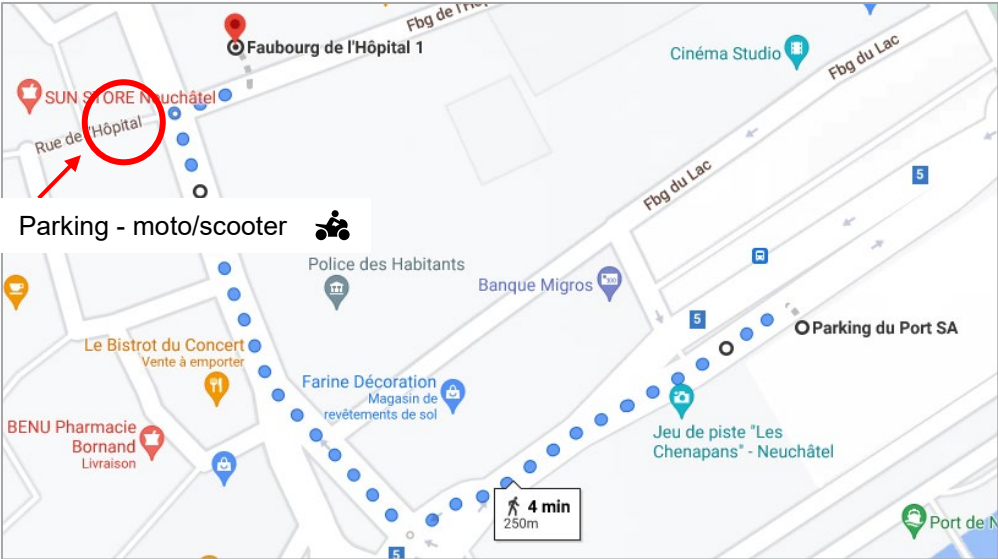 Fbg de l'Hôp
Faubourg de l'Hôpital 1
Cinéma Studio
Fbg du Lac
SUN STORE Neuchâtel
Rue de l'Hôpital
5
Fbg du Lac
Parking - moto/scooter
Police des Habitants
Banque Migros
5
Parking du Port SA
Le Bistrot du Concert
Vente à emporter
Farine Décoration
Magasin de
revêtements de sol
BENU Pharmacie
Bornand
Livraison
Jeu de piste "Les
Chenapans" - Neuchâtel
4 min
250m
Port de N
5